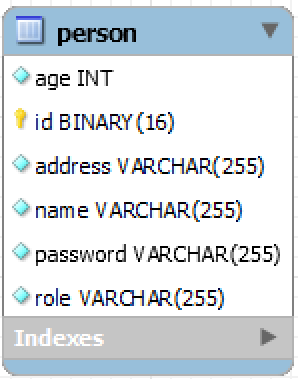 person
age INT
id BINARY(16)
address VARCHAR(255)
name VARCHAR(255)
password VARCHAR(255)
role VARCHAR(255)
Indexes